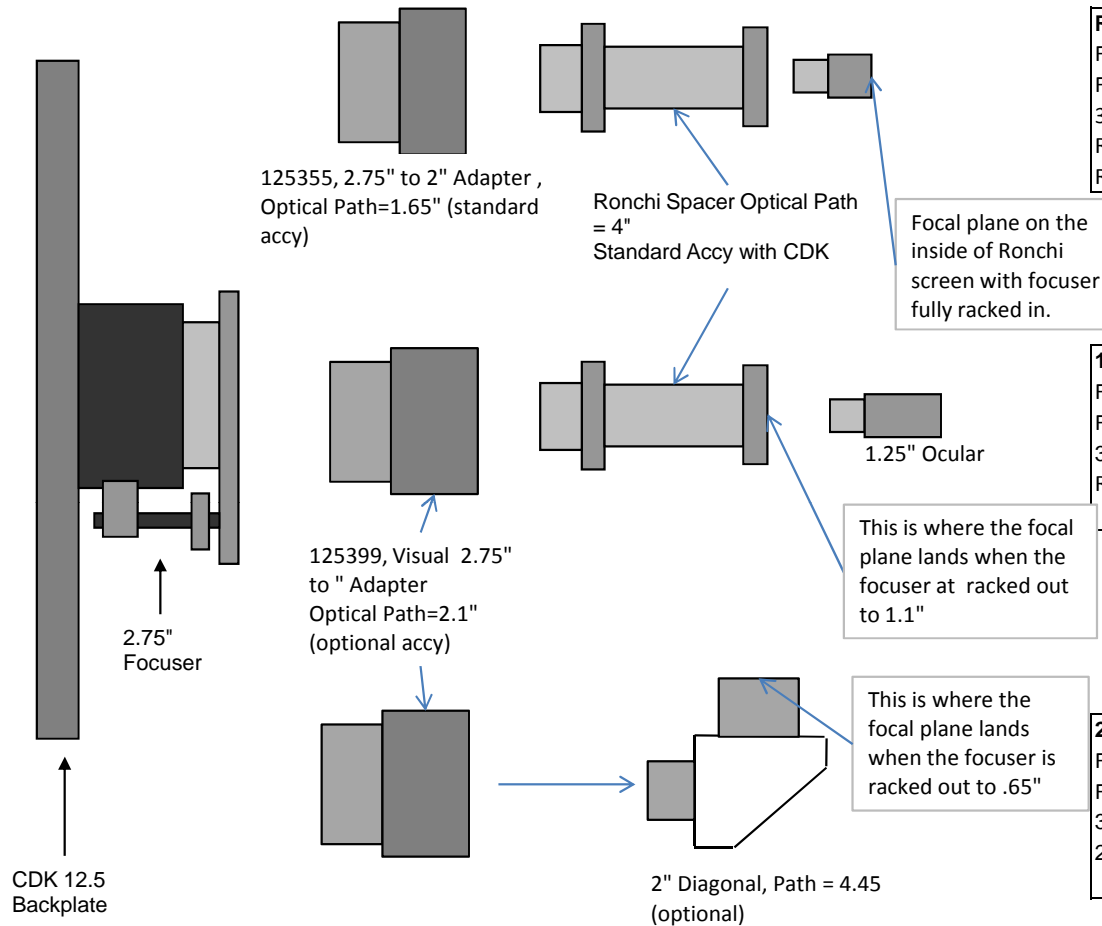 125355, 2.75" to 2" Adapter ,
Optical Path=1.65" (standard
accy)
Ronchi Spacer Optical Path
= 4"
Standard Accy with CDK
Focal plane on the
inside of Ronchi
screen with focuser
fully racked in.
1.25" Ocular
This is where the focal
plane lands when the
focuser at racked out
to 1.1"
125399, Visual 2.75"
to " Adapter
Optical Path=2.1"
(optional accy)
2.75"
Focuser
This is where the
focal plane lands
when the focuser is
racked out to .65"
CDK 12.5
Backplate
2" Diagonal, Path = 4.45
(optional)